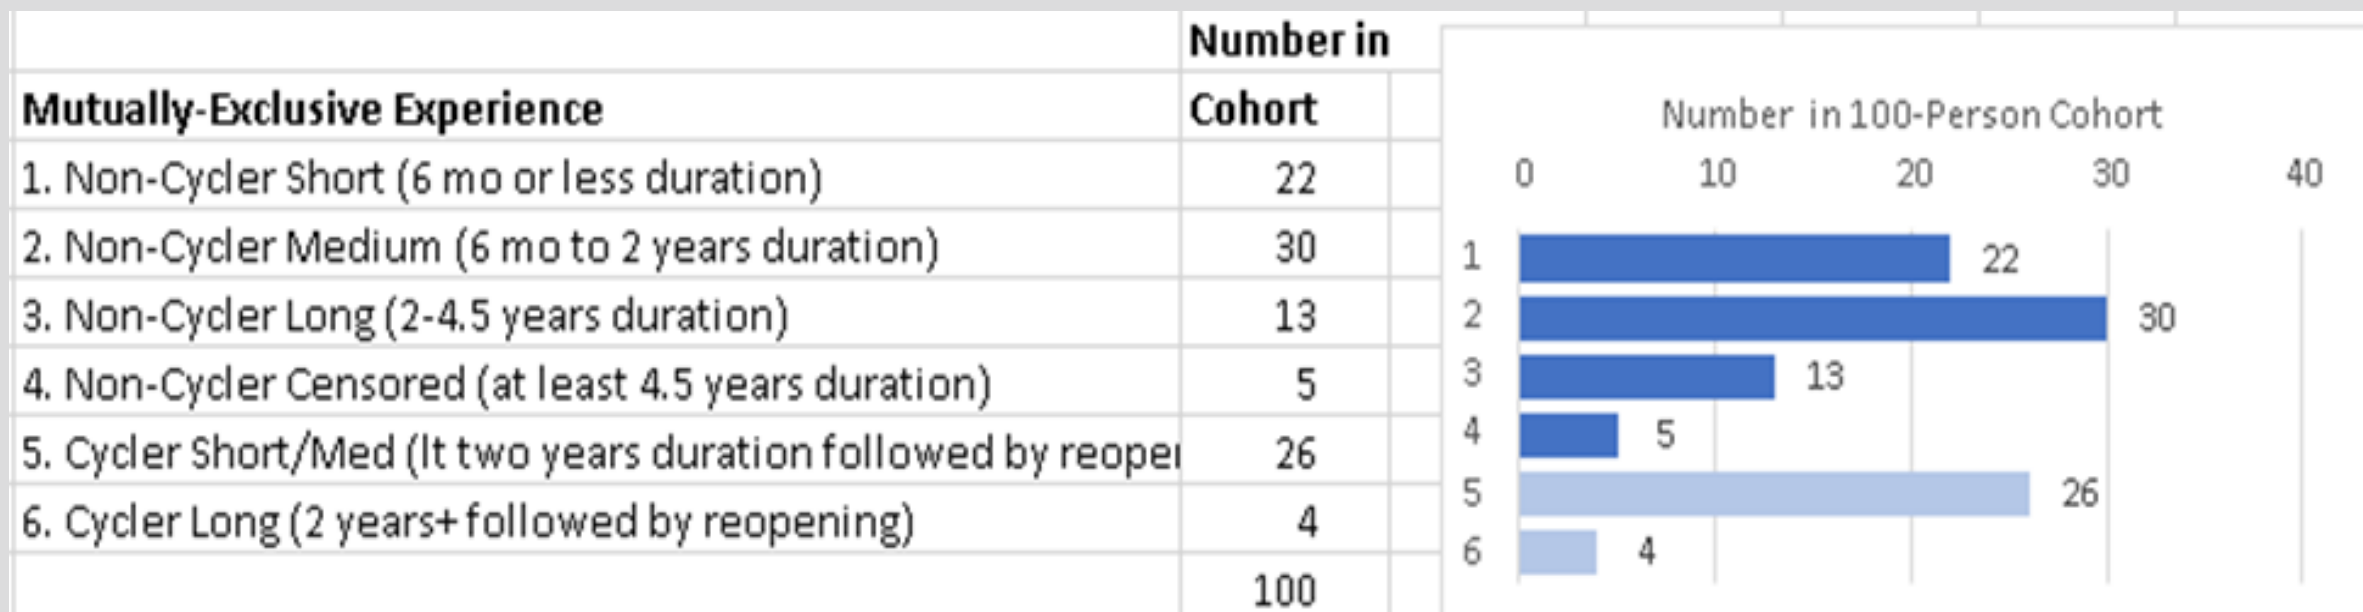 Number in
Mutually-Exclusive Experience Cohort
1. Non-Cycler Short (6 mo or less duration) 22
2. Non-Cycler Medium (6 mo to 2 years duration) 30
3. Non-Cycler Long (2-4.5 years duration) 13
4. Non-Cycler Censored (at least 4.5 years duration) 5
5. Cycler Short/Med (lt two years duration followed by 26
6. Cycler Long (2 years+ followed by reopening) 4
100
Number in 100-Person Cohort
0 10 20 30 40
1 22
2 30
3 13
4 5
5 26
6 4